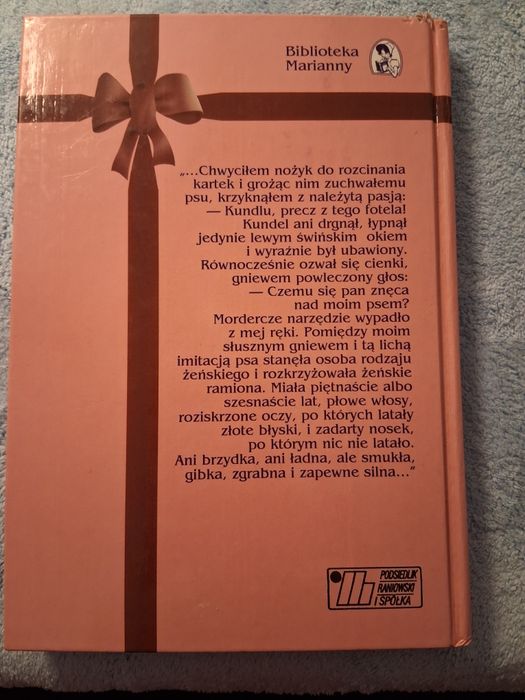 Biblioteka
Marianny
„...Chwyciłem nożyk do rozcinania
kartek i grożąc nim zuchwałemu
psu, krzyknąłem z należytą pasją:
— Kundlu, precz z tego fotela!
Kundel ani drgnął, łypnął
jedynie lewym świńskim okiem
i wyraźnie był ubawiony.
Równocześnie ozwał się cienki,
gniewem powleczony głos:
— Czemu się pan znęca
nad moim psem?
Mordercze narzędzie wypadło
z mej ręki. Pomiędzy moim
słusznym gniewem i tą lichą
imitacją psa stanęła osoba rodzaju
żeńskiego i rozkrzyżowała żeńskie
ramiona. Miała piętnaście albo
szesnaście lat, płowe włosy,
roziskrzone oczy, po których latały
złote błyski, i zadarty nosek,
po którym nic nie latało.
Ani brzydka, ani ładna, ale smukła,
gibka, zgrabna i zapewne silna...”
PODSIEDLIK
RANIOWSKI
I SPÓŁKA